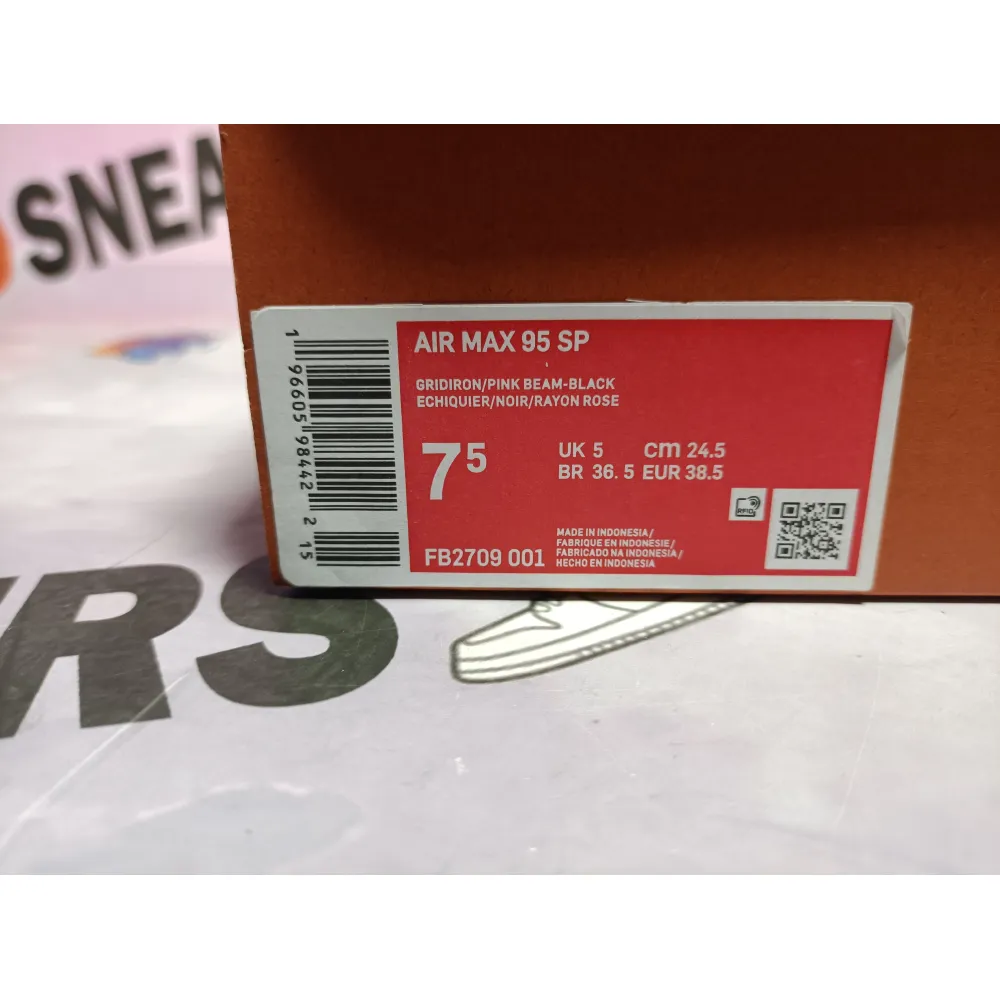 SNEA
AIR MAX 95 SP
GRIDIRON/PINK BEAM-BLACK
ECHIQUIER/NOIR/RAYON ROSE
7 5
UK 5 cm 24.5
BR 36. 5 EUR 38.5
RFID
MADE IN INDONESIA/
FABRIQUE EN INDONESIE/
FABRICADO NA INDONESIA/
HECHO EN INDONESIA
FB2709 001
1 96605 98442 2 15
RS